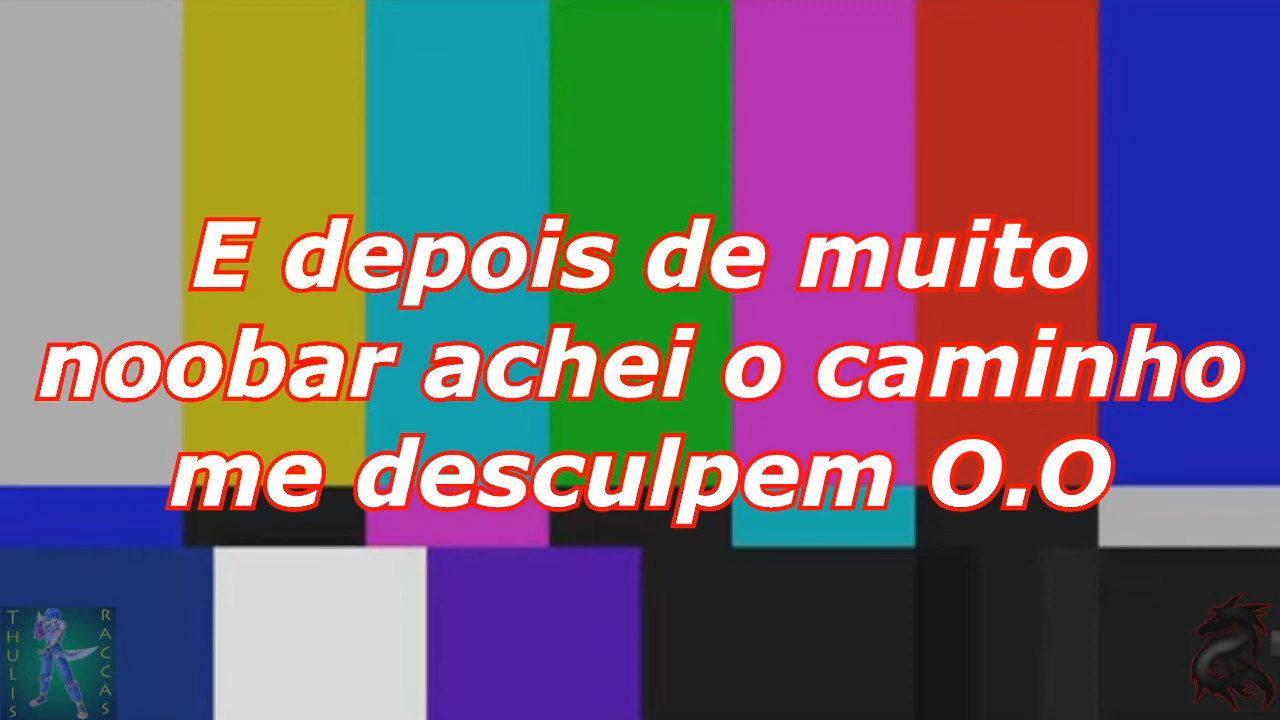 E depois de muito
noobar achei o caminho
me desculpem O.O
THULIS
RACCAS